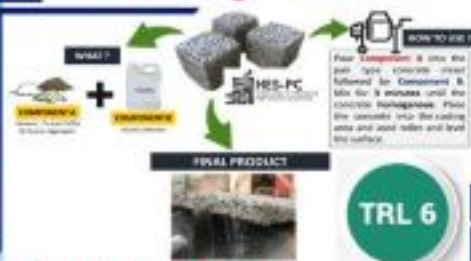 WHAT ?
HOW TO USE ?
HES-PC
COMPONENT A
COMPONENT B
Pour Component A into the
pan type concrete mixer
followed by Component B.
Mix for 3 minutes until the
concrete homogenous. Place
the concrete into the casting
area and used roller and level
the surface.
FINAL PRODUCT
TRL 6